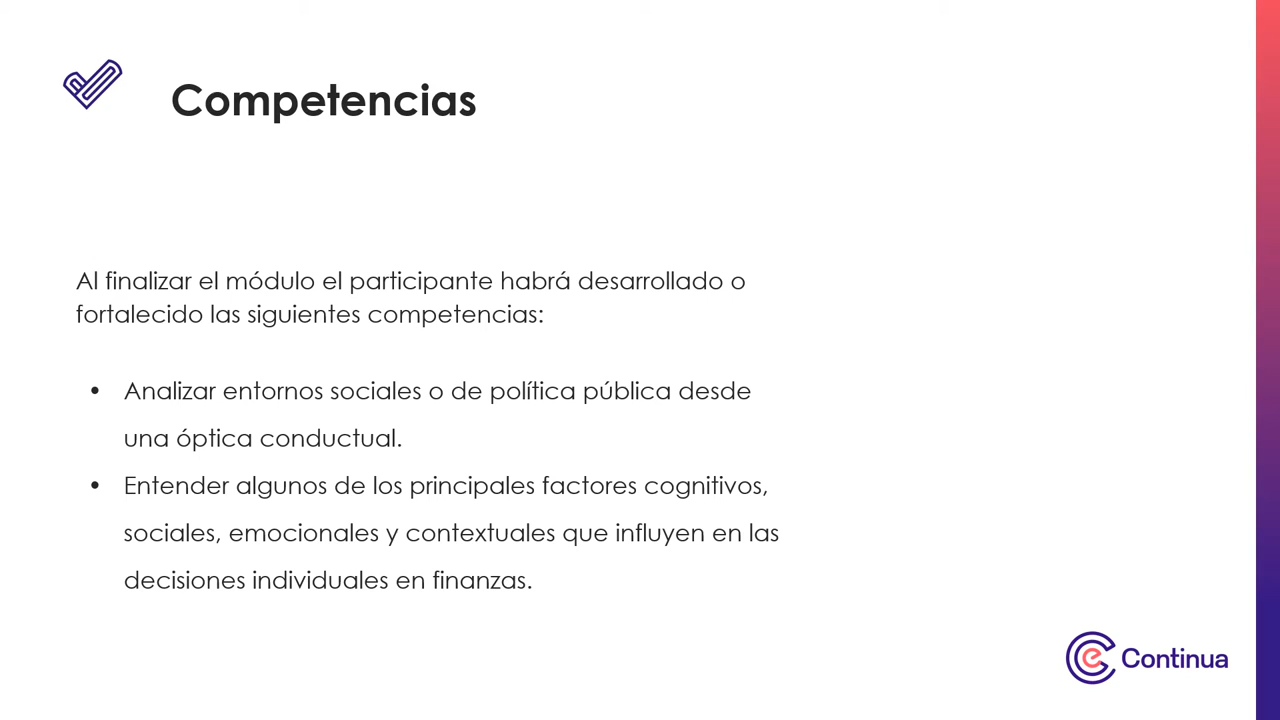 Competencias
Al finalizar el módulo el participante habrá desarrollado o
fortalecido las siguientes competencias:
• Analizar entornos sociales o de política pública desde
una óptica conductual.
• Entender algunos de los principales factores cognitivos,
sociales, emocionales y contextuales que influyen en las
decisiones individuales en finanzas.
e Continua